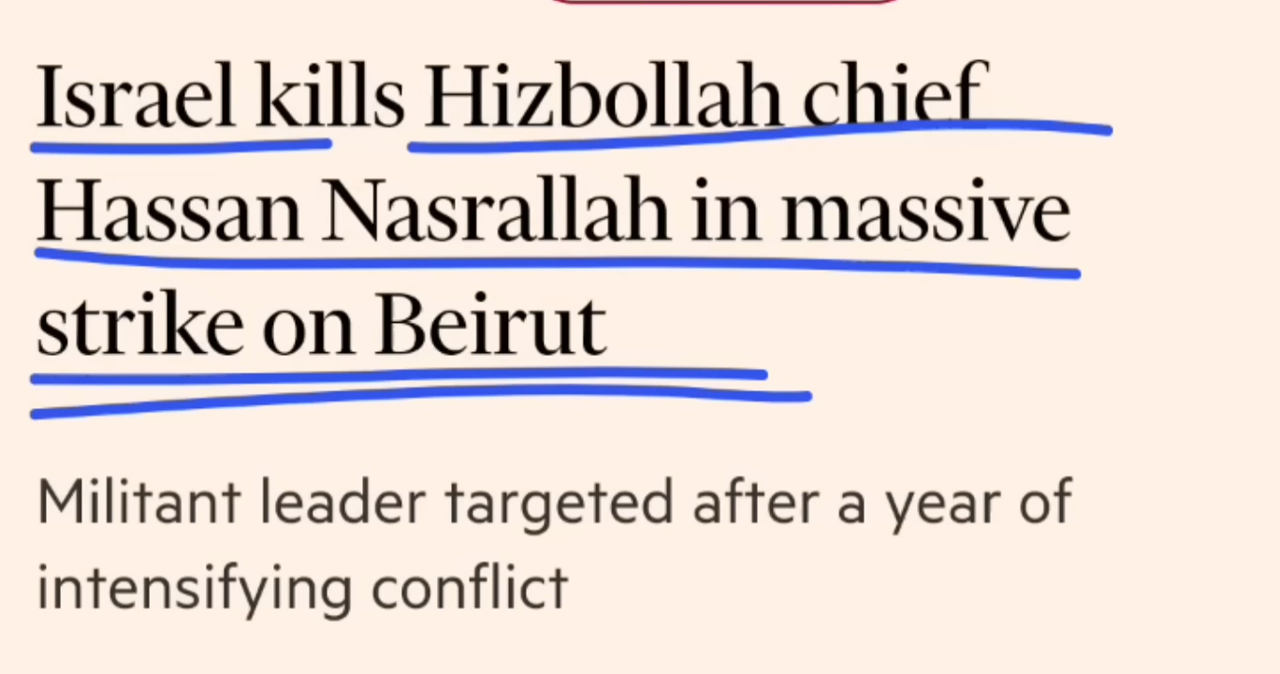 Israel kills Hizbollah chief
Hassan Nasrallah in massive
strike on Beirut
Militant leader targeted after a year of
intensifying conflict